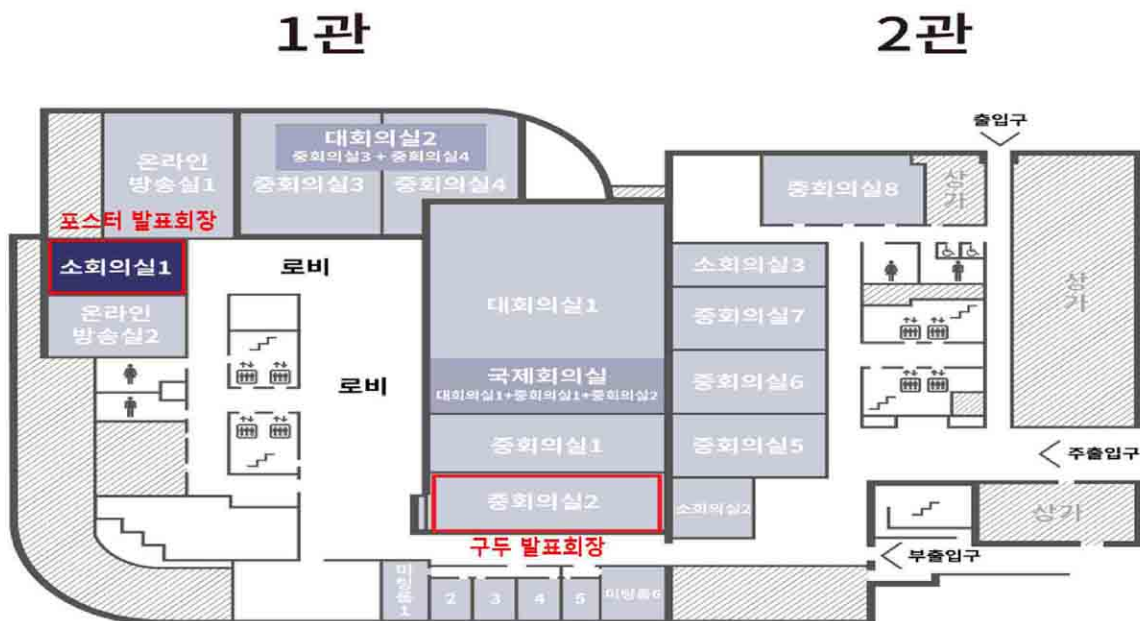 1관
2관
출입구
대회의실2
중회의실3 + 중회의실4
온라인
방송실1
중회의실3
중회의실4
중회의실8
상가
포스터 발표회장
소회의실1
로비
소회의실3
상가
온라인
방송실2
대회의실1
중회의실7
로비
국제회의실
대회의실1+중회의실1+중회의실2
중회의실6
중회의실1
중회의실5
주출입구
중회의실2
소회의실2
상가
구두 발표회장
부출입구
미팅룸1
2
3
4
5
미팅룸6